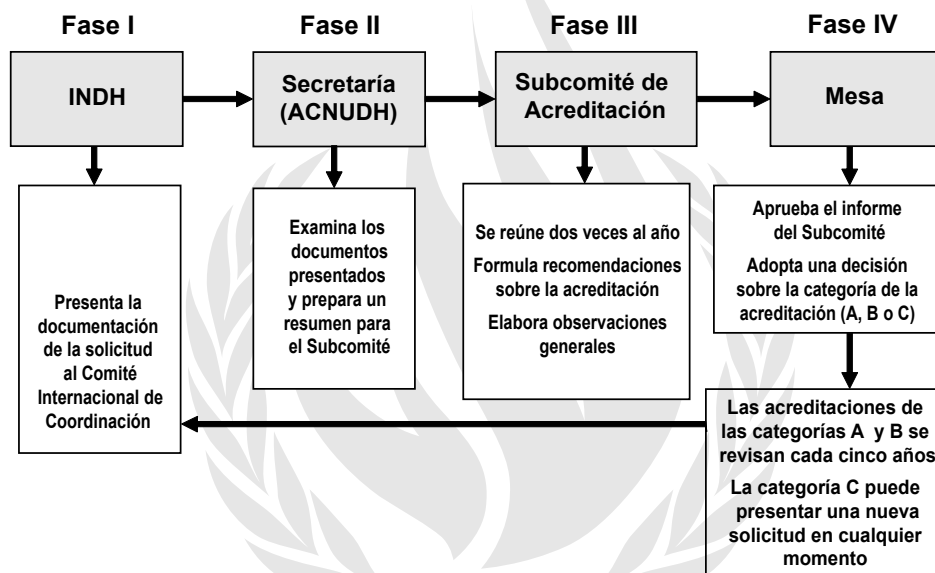 Fase I
Fase II
Fase III
Fase IV
INDH
Secretaría
(ACNUDH)
Subcomité de
Acreditación
Mesa
Presenta la
documentación
de la solicitud
al Comité
Internacional de
Coordinación
Examina los
documentos
presentados
y prepara un
resumen para
el Subcomité
Se reúne dos veces al año
Formula recomendaciones
sobre la acreditación
Elabora observaciones
generales
Aprueba el informe
del Subcomité
Adopta una decisión
sobre la categoría de la
acreditación (A, B o C)
Las acreditaciones de
las categorías A y B se
revisan cada cinco años
La categoría C puede
presentar una nueva
solicitud en cualquier
momento